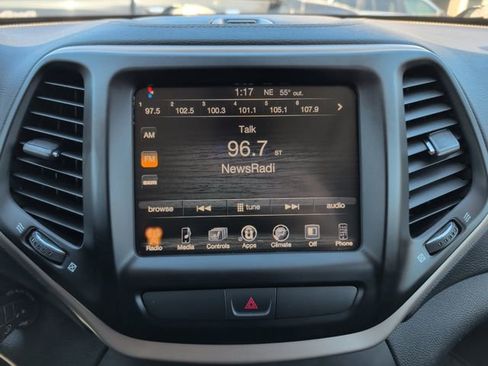 1:17 NE 55° out.
1 2 3 4 5 6
97.5 102.5 100.3 101.1 105.1 107.9
AM
Talk
FM
96.7 ST
SXM
NewsRadi
browse tune audio
Radio Media Controls Apps Climate Off Phone